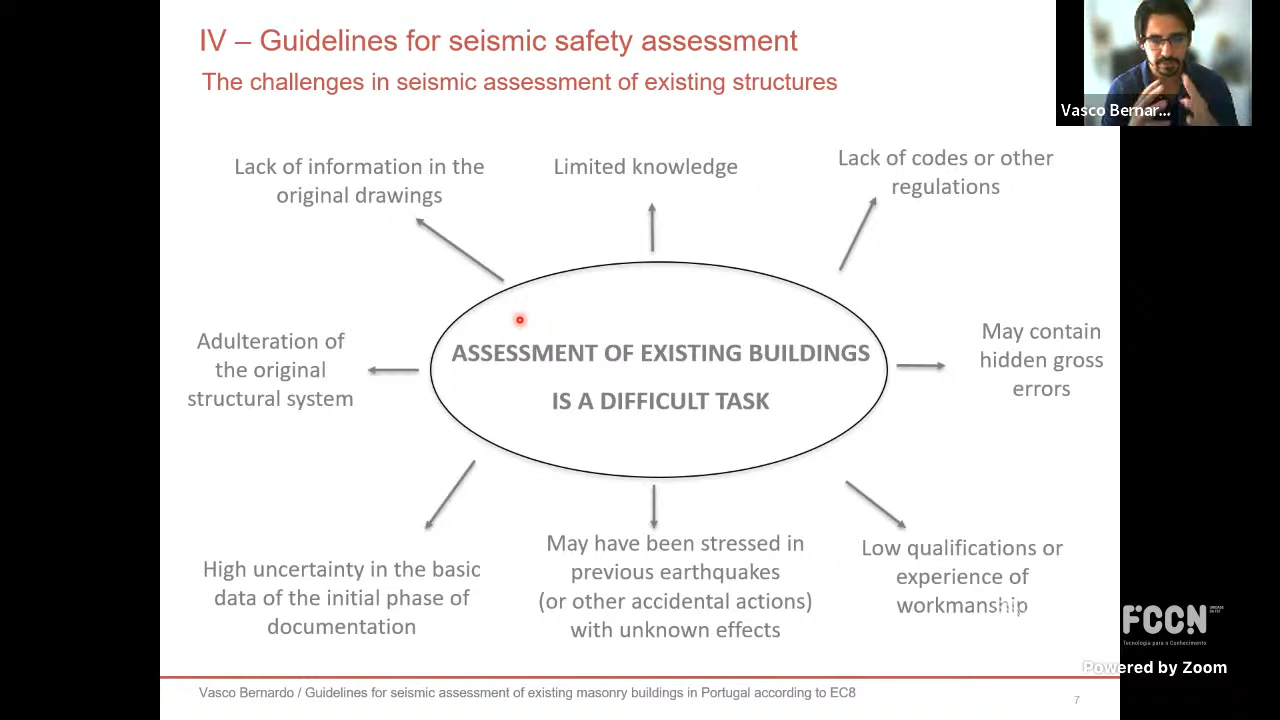 IV – Guidelines for seismic safety assessment
The challenges in seismic assessment of existing structures
Vasco Bernar...
Lack of information in the
original drawings
Limited knowledge
Lack of codes or other
regulations
Adulteration of
the original
structural system
ASSESSMENT OF EXISTING BUILDINGS
IS A DIFFICULT TASK
May contain
hidden gross
errors
High uncertainty in the basic
data of the initial phase of
documentation
May have been stressed in
previous earthquakes
(or other accidental actions)
with unknown effects
Low qualifications or
experience of
workmanship
FCCN
Tecnologia para o Conhecimento
Powered by Zoom
Vasco Bernardo / Guidelines for seismic assessment of existing masonry buildings in Portugal according to EC8
7